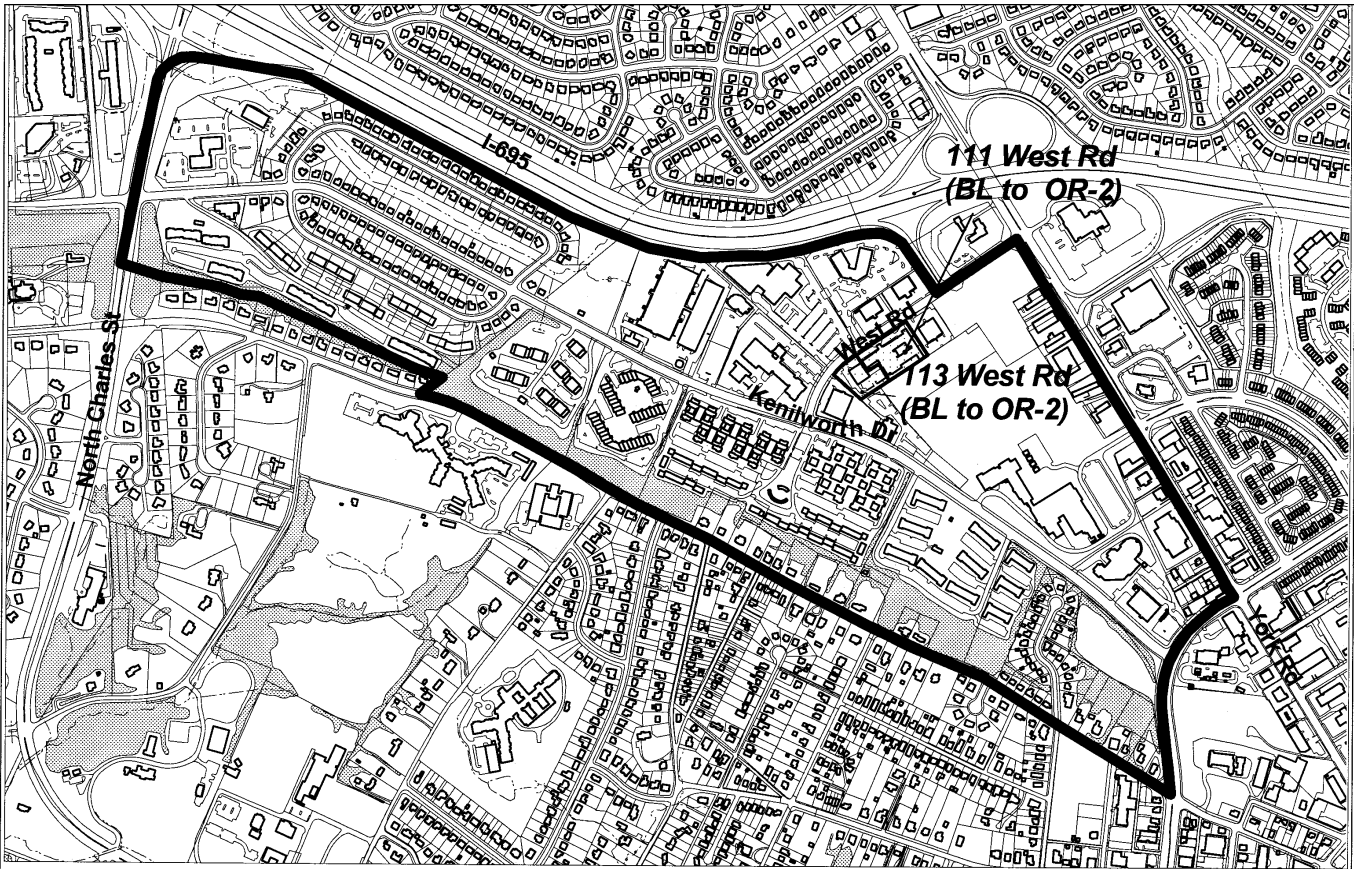 I-695
111 West Rd
(BL to OR-2)
West Rd
113 West Rd
(BL to OR-2)
Kenilworth Dr
North Charles St
York Rd